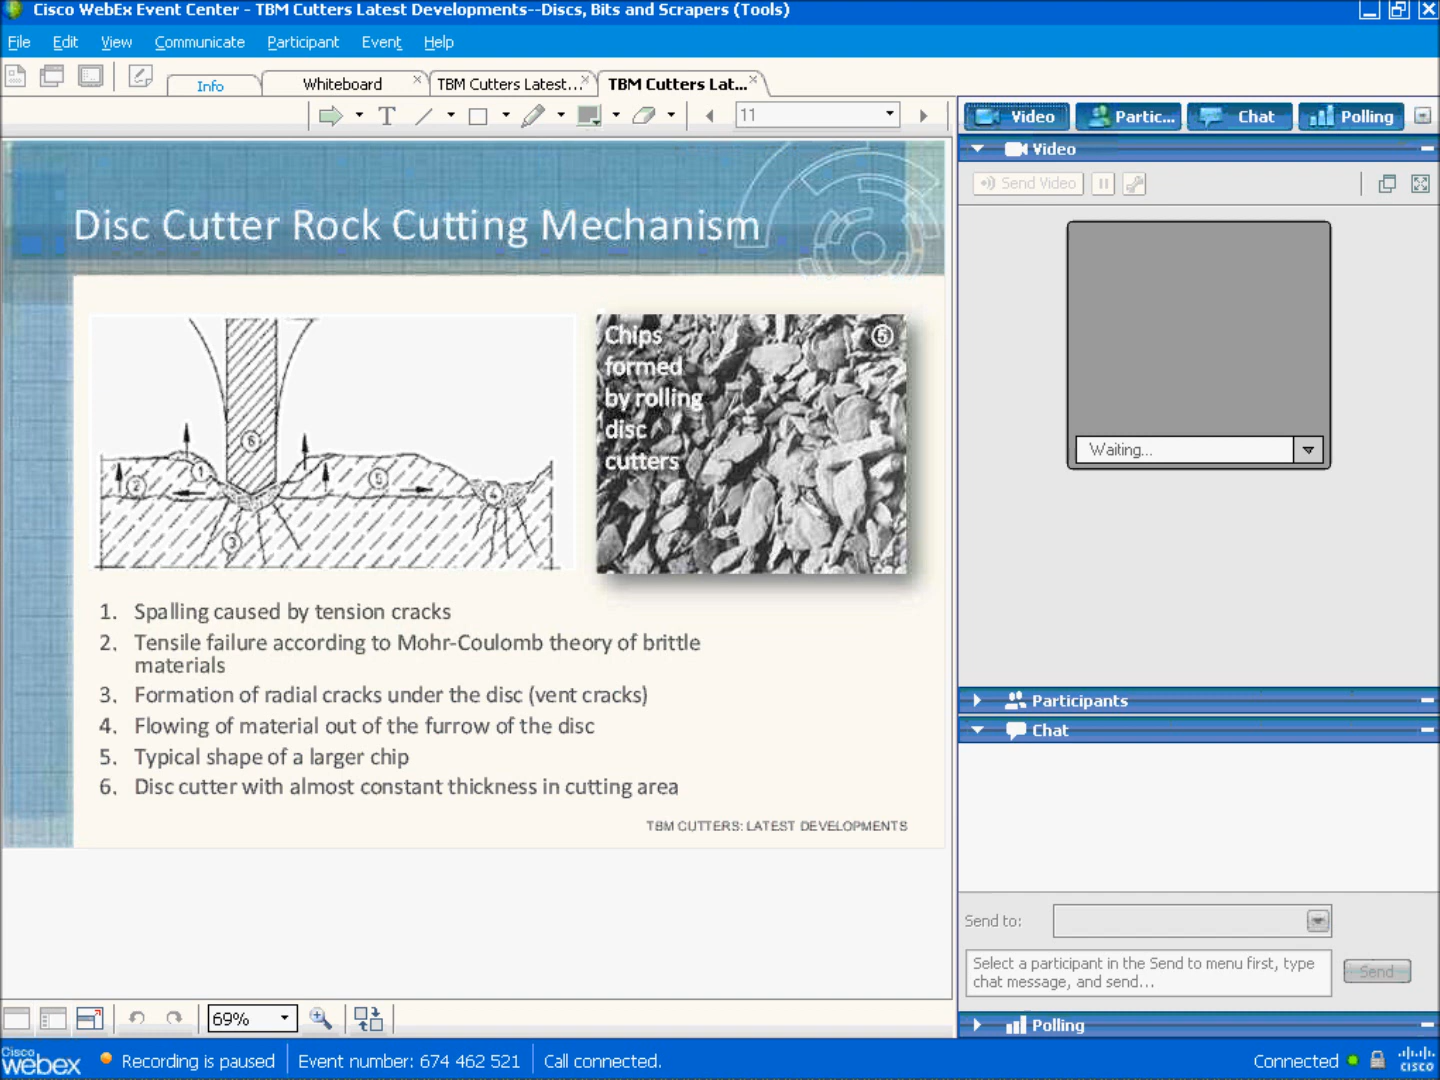 Cisco WebEx Event Center - TBM Cutters Latest Developments--Discs, Bits and Scrapers (Tools)
File Edit View Communicate Participant Event Help
Info Whiteboard TBM Cutters Latest... TBM Cutters Lat...
11
Video Partic... Chat Polling
Video
Send Video
Disc Cutter Rock Cutting Mechanism
Chips
formed
by rolling
disc
cutters
5
6
1
2
5
4
3
Waiting...
1. Spalling caused by tension cracks
2. Tensile failure according to Mohr-Coulomb theory of brittle
materials
3. Formation of radial cracks under the disc (vent cracks)
4. Flowing of material out of the furrow of the disc
5. Typical shape of a larger chip
6. Disc cutter with almost constant thickness in cutting area
TBM CUTTERS: LATEST DEVELOPMENTS
Participants
Chat
Send to:
Select a participant in the Send to menu first, type
chat message, and send...
Send
Polling
69%
Cisco
webex
Recording is paused
Event number: 674 462 521
Call connected.
Connected
CISCO